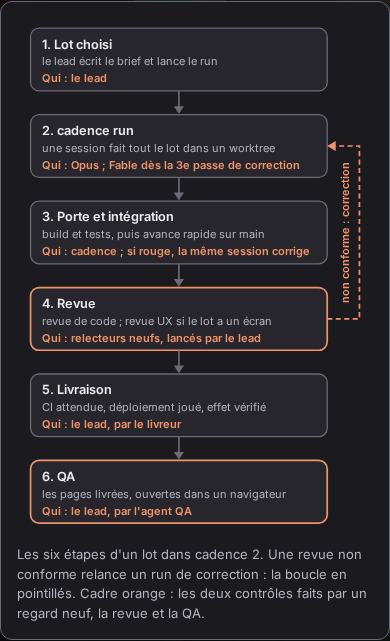 1. Lot choisi
le lead écrit le brief et lance le run
Qui : le lead
2. cadence run
une session fait tout le lot dans un worktree
Qui : Opus ; Fable dès la 3e passe de correction
3. Porte et intégration
build et tests, puis avance rapide sur main
Qui : cadence ; si rouge, la même session corrige
non conforme : correction
4. Revue
revue de code ; revue UX si le lot a un écran
Qui : relecteurs neufs, lancés par le lead
5. Livraison
CI attendue, déploiement joué, effet vérifié
Qui : le lead, par le livreur
6. QA
les pages livrées, ouvertes dans un navigateur
Qui : le lead, par l'agent QA
Les six étapes d'un lot dans cadence 2. Une revue non
conforme relance un run de correction : la boucle en
pointillés. Cadre orange : les deux contrôles faits par un
regard neuf, la revue et la QA.